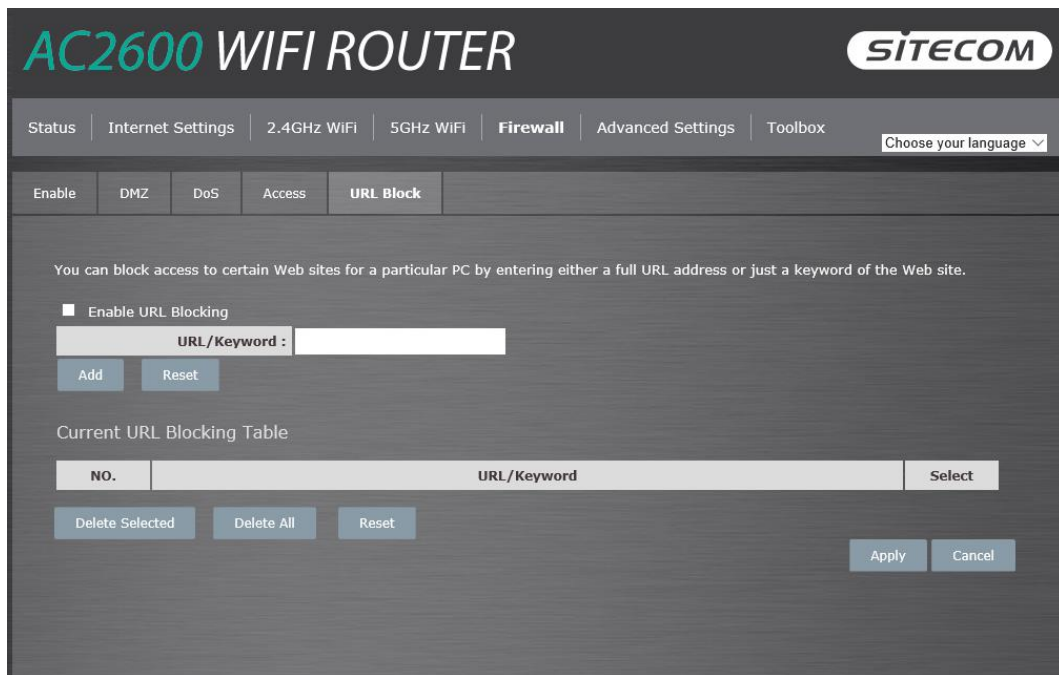 AC2600 WIFI ROUTER
SITECOM
Status Internet Settings 2.4GHz WiFi 5GHz WiFi Firewall Advanced Settings Toolbox
Choose your language
Enable DMZ DoS Access URL Block
You can block access to certain Web sites for a particular PC by entering either a full URL address or just a keyword of the Web site.
Enable URL Blocking
URL/Keyword :
Add Reset
Current URL Blocking Table
NO. URL/Keyword Select
Delete Selected Delete All Reset
Apply Cancel